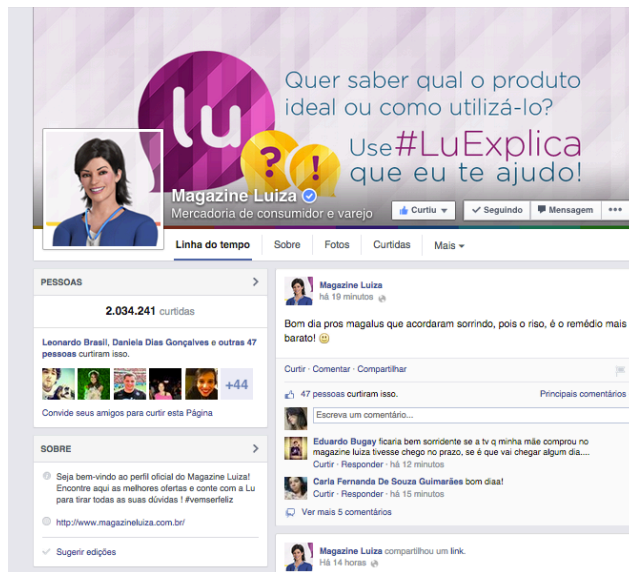 lu
?
!
Quer saber qual o produto
ideal ou como utilizá-lo?
Use #LuExplica
que eu te ajudo!
Magazine Luiza
Mercadoria de consumidor e varejo
Curtiu
Seguindo
Mensagem
•••
Linha do tempo
Sobre
Fotos
Curtidas
Mais
PESSOAS
2.034.241 curtidas
Leonardo Brasil, Daniela Dias Gonçalves e outras 47
pessoas curtiram isso.
+44
Convide seus amigos para curtir esta Página
SOBRE
Seja bem-vindo ao perfil oficial do Magazine Luiza!
Encontre aqui as melhores ofertas e conte com a Lu
para tirar todas as suas dúvidas ! #vemserfeliz
http://www.magazineluiza.com.br/
Sugerir edições
Magazine Luiza
há 19 minutos
Bom dia pros magalus que acordaram sorrindo, pois o riso, é o remédio mais
barato!
Curtir · Comentar · Compartilhar
47 pessoas curtiram isso.
Principais comentários
Escreva um comentário...
Eduardo Bugay ficaria bem sorridente se a tv q minha mãe comprou no
magazine luiza tivesse chego no prazo, se é que vai chegar algum dia....
Curtir · Responder · há 12 minutos
Carla Fernanda De Souza Guimarães bom diaa!
Curtir · Responder · há 15 minutos
Ver mais 5 comentários
Magazine Luiza compartilhou um link.
Há 14 horas